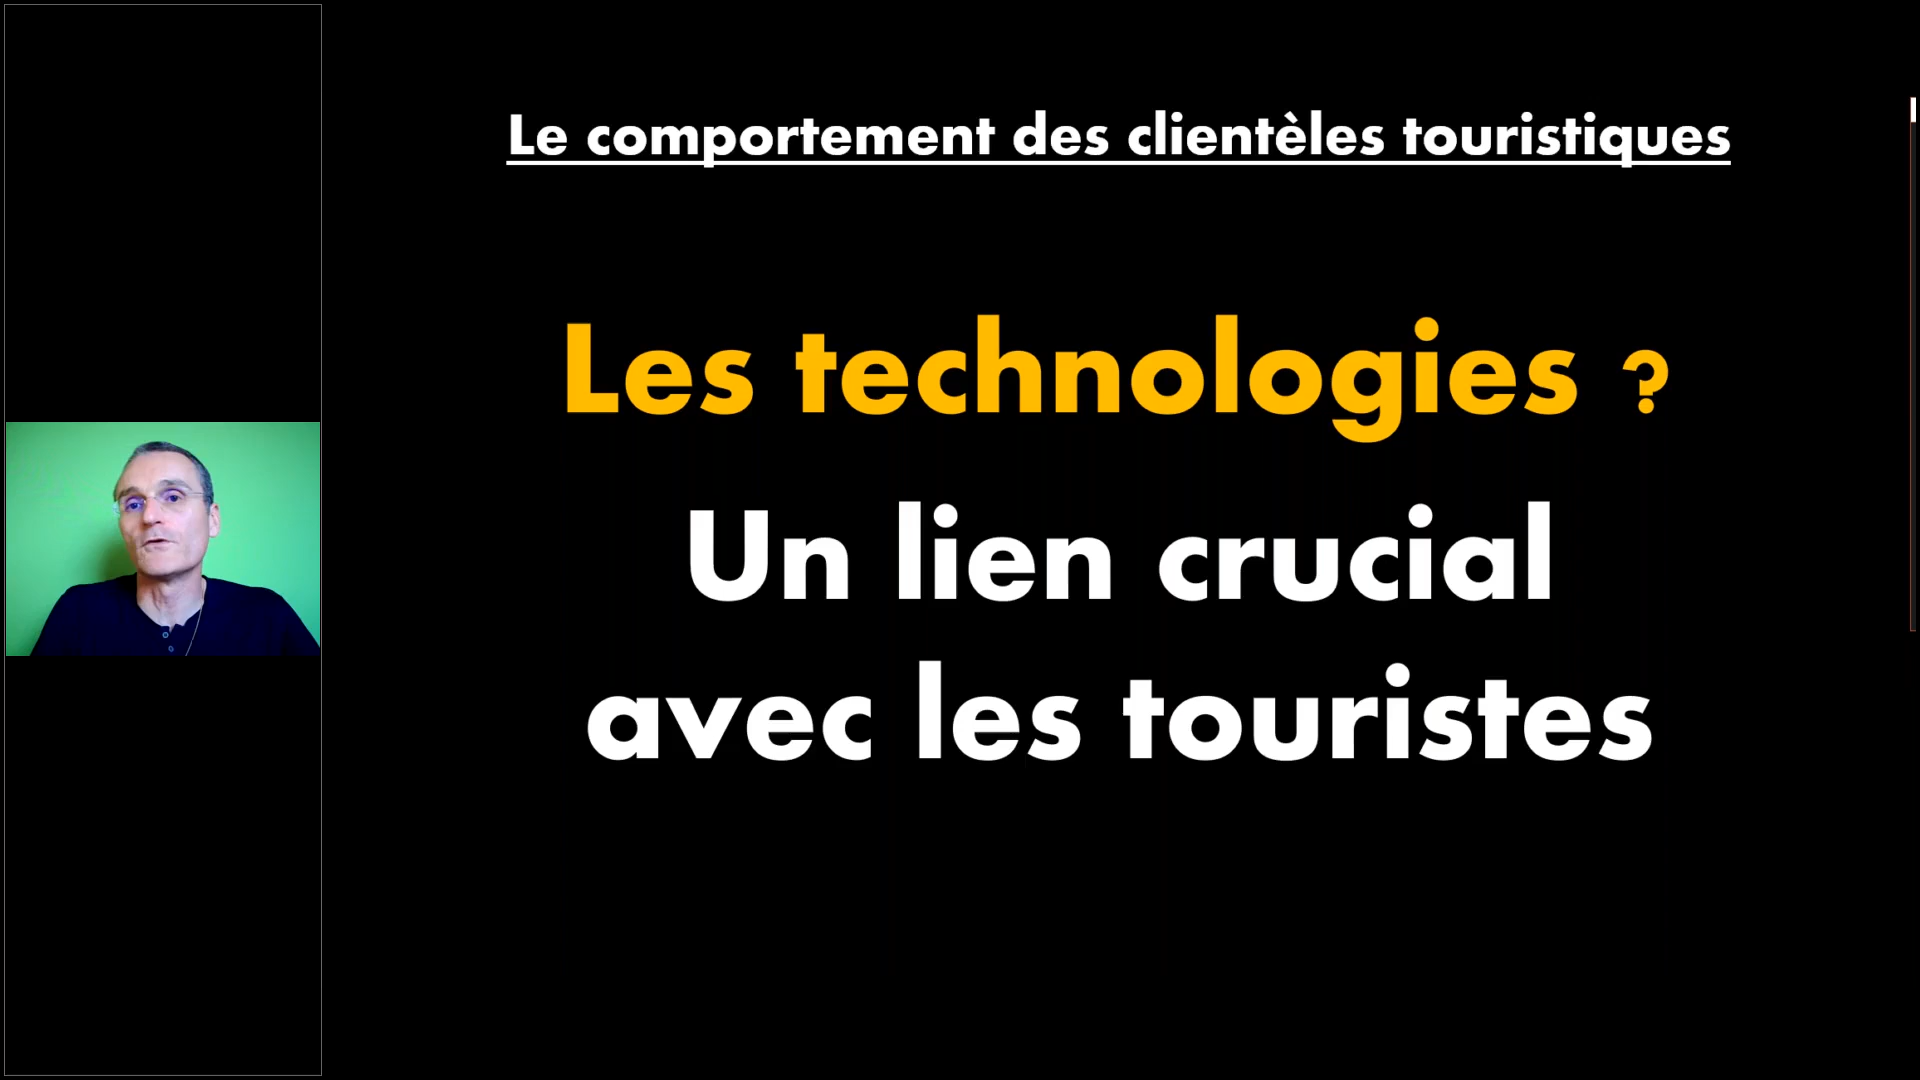 Le comportement des clientèles touristiques
Les technologies ?
Un lien crucial
avec les touristes